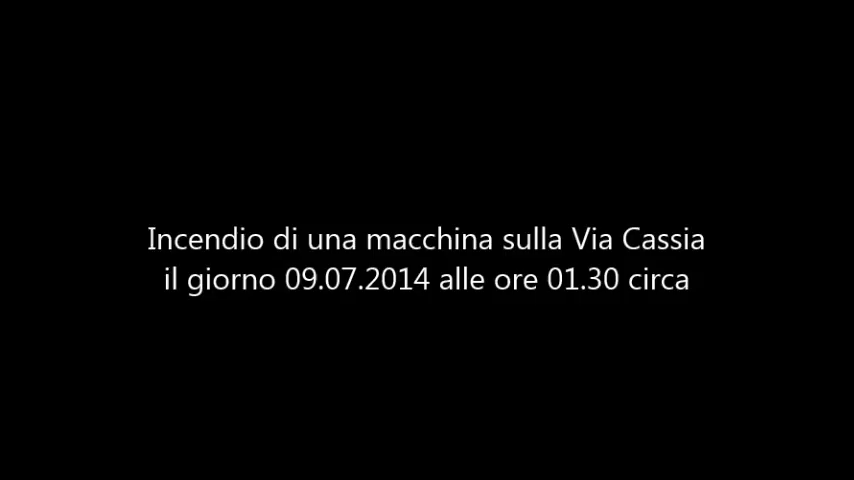 Incendio di una macchina sulla Via Cassia
il giorno 09.07.2014 alle ore 01.30 circa